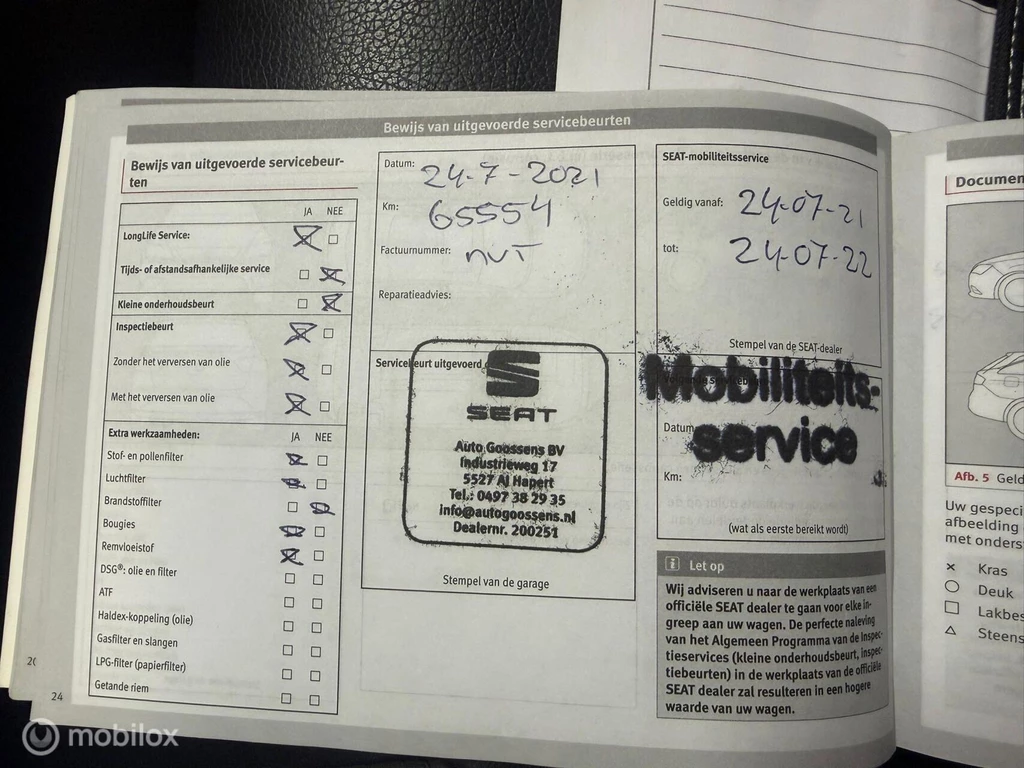 Bewijs van uitgevoerde servicebeurten
Bewijs van uitgevoerde servicebeur-
ten
JA NEE
LongLife Service:
Tijds- of afstandsafhankelijke service
Kleine onderhoudsbeurt
Inspectiebeurt
Zonder het verversen van olie
Met het verversen van olie
Extra werkzaamheden: JA NEE
Stof- en pollenfilter
Luchtfilter
Brandstoffilter
Bougies
Remvloeistof
DSG®: olie en filter
ATF
Haldex-koppeling (olie)
Gasfilter en slangen
LPG-filter (papierfilter)
Getande riem
24
Datum: 24-7-2021
Km: 65554
Factuurnummer: nvT
Reparatieadvies:
Servicebeurt uitgevoerd
SEAT
Auto Goossens BV
Industrieweg 17
5527 AJ Hapert
Tel.: 0497 38 29 35
info@autogoossens.nl
Dealernr. 200251
Stempel van de garage
SEAT-mobiliteitsservice
Geldig vanaf: 24-07-21
tot: 24-07-22
Stempel van de SEAT-dealer
Mobiliteits-
service
Datum
Km:
(wat als eerste bereikt wordt)
i Let op
Wij adviseren u naar de werkplaats van een
officiële SEAT dealer te gaan voor elke in-
greep aan uw wagen. De perfecte naleving
van het Algemeen Programma van de Inspec-
tieservices (kleine onderhoudsbeurt, inspec-
tiebeurten) in de werkplaats van de officiële
SEAT dealer zal resulteren in een hogere
waarde van uw wagen.
Documen
Afb. 5 Geld
Uw gespeci
afbeelding
met onderst
Kras
Deuk
Lakbes
Steens
mobilox